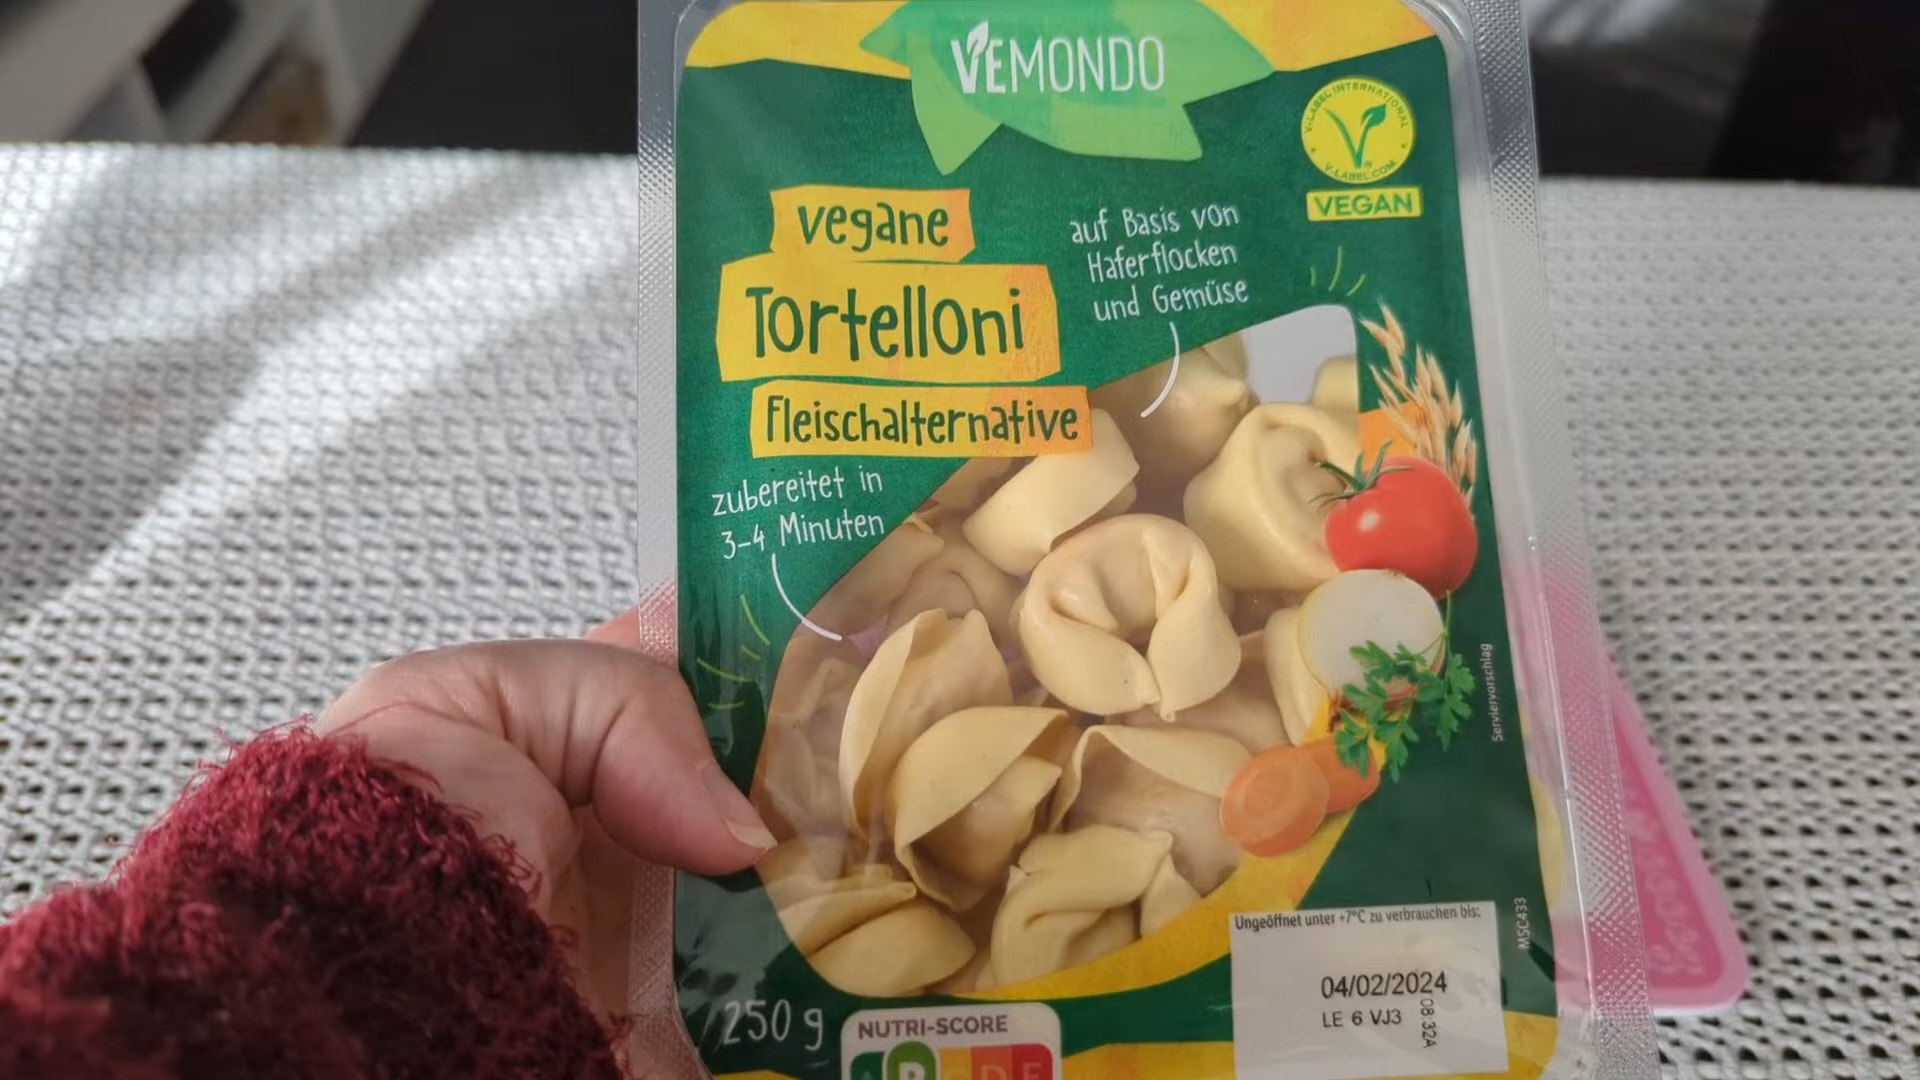 VEMONDO
V-LABEL INTERNATIONAL
V-LABEL.COM
VEGAN
vegane
Tortelloni
Fleischalternative
auf Basis von
Haferflocken
und Gemüse
zubereitet in
3-4 Minuten
Serviervorschlag
MSC433
Ungeöffnet unter +7°C zu verbrauchen bis:
04/02/2024
LE 6 VJ3
08:32A
250 g
NUTRI-SCORE
B
D E